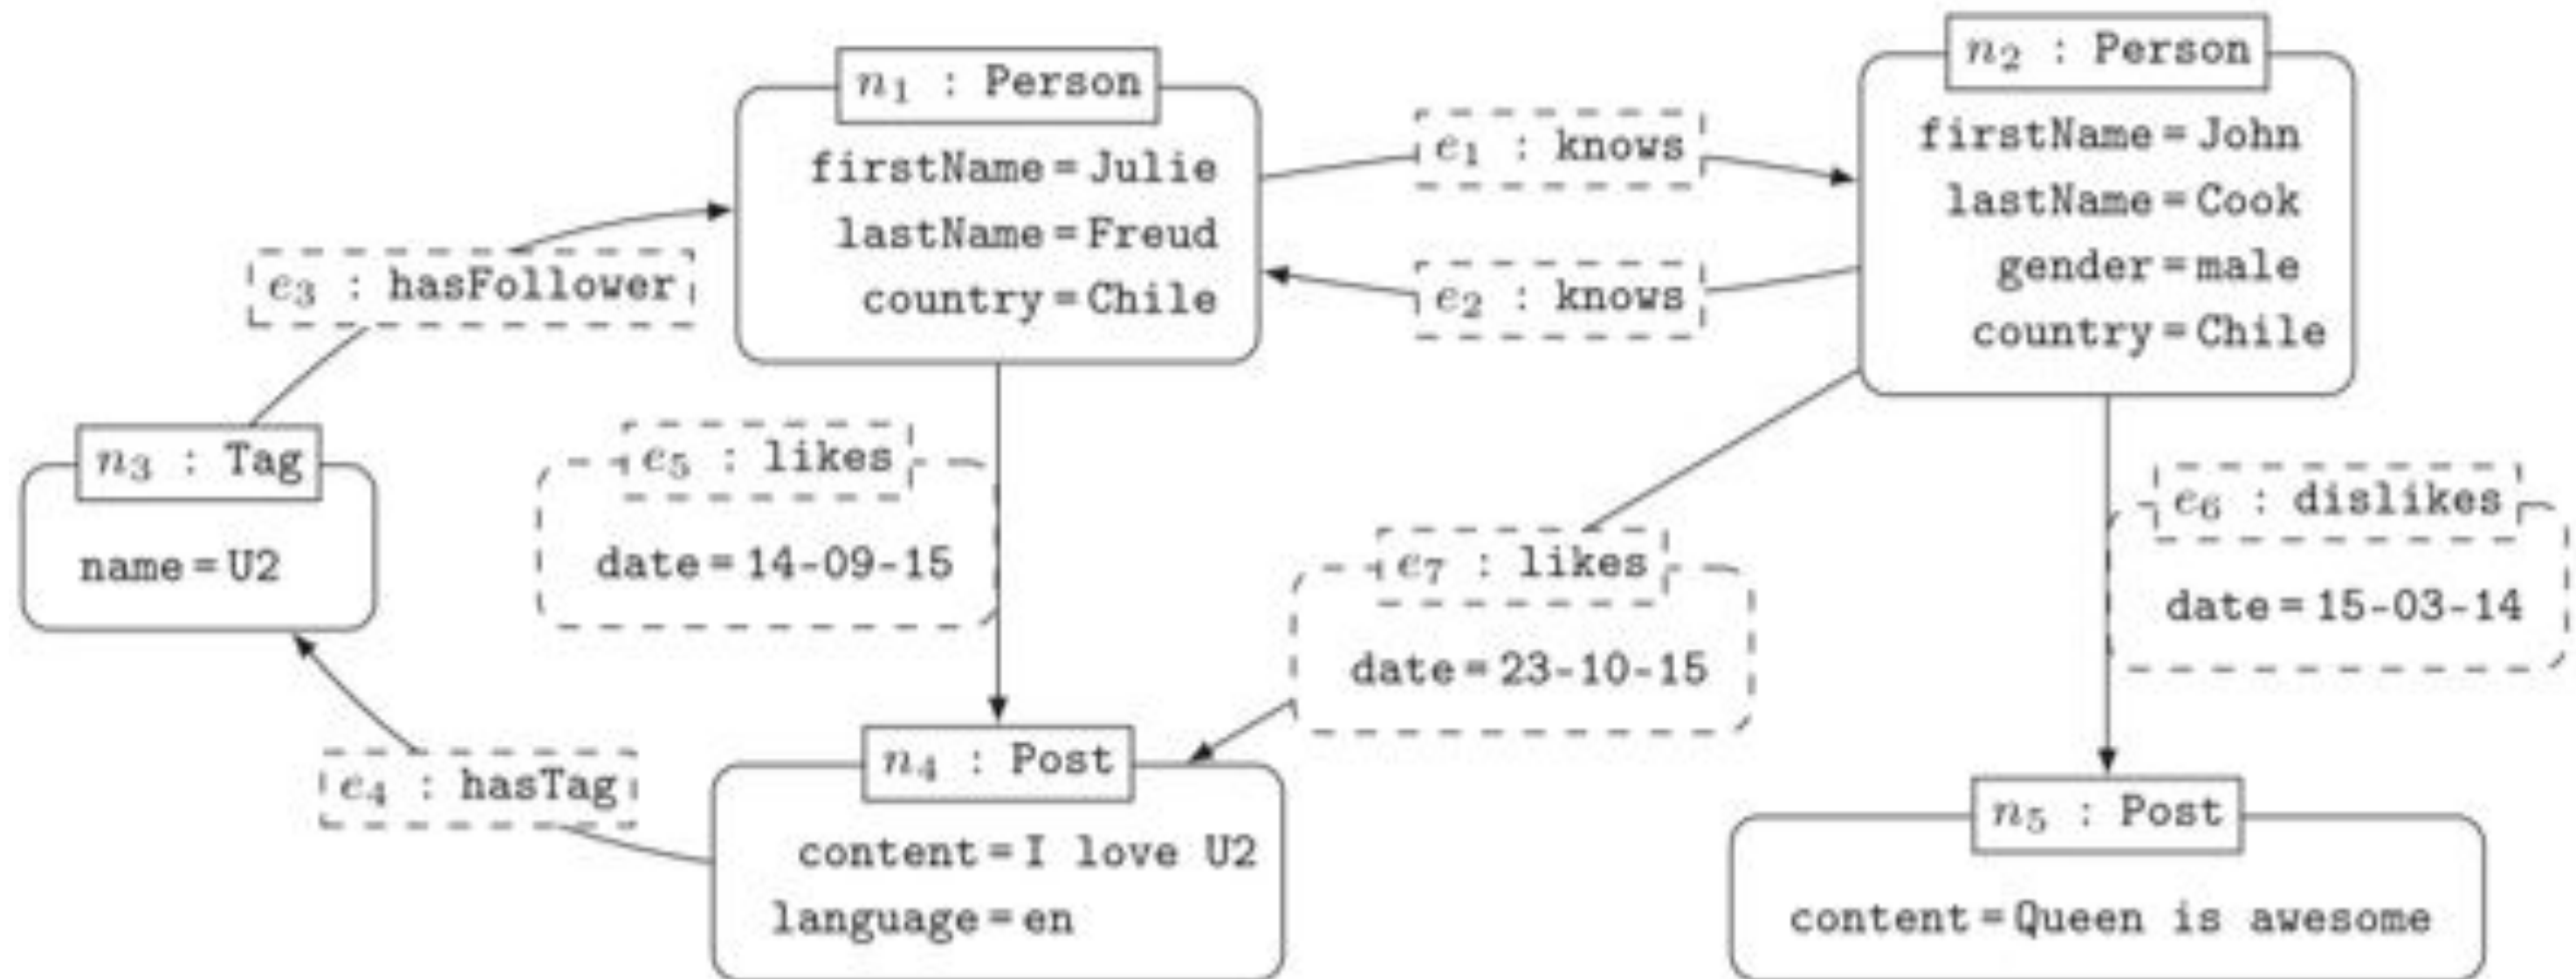 n₁ : Person
firstName = Julie
lastName = Freud
country = Chile
e₁ : knows
e₂ : knows
n₂ : Person
firstName = John
lastName = Cook
gender = male
country = Chile
e₃ : hasFollower
n₃ : Tag
name = U2
e₅ : likes
date = 14-09-15
e₇ : likes
date = 23-10-15
e₆ : dislikes
date = 15-03-14
e₄ : hasTag
n₄ : Post
content = I love U2
language = en
n₅ : Post
content = Queen is awesome